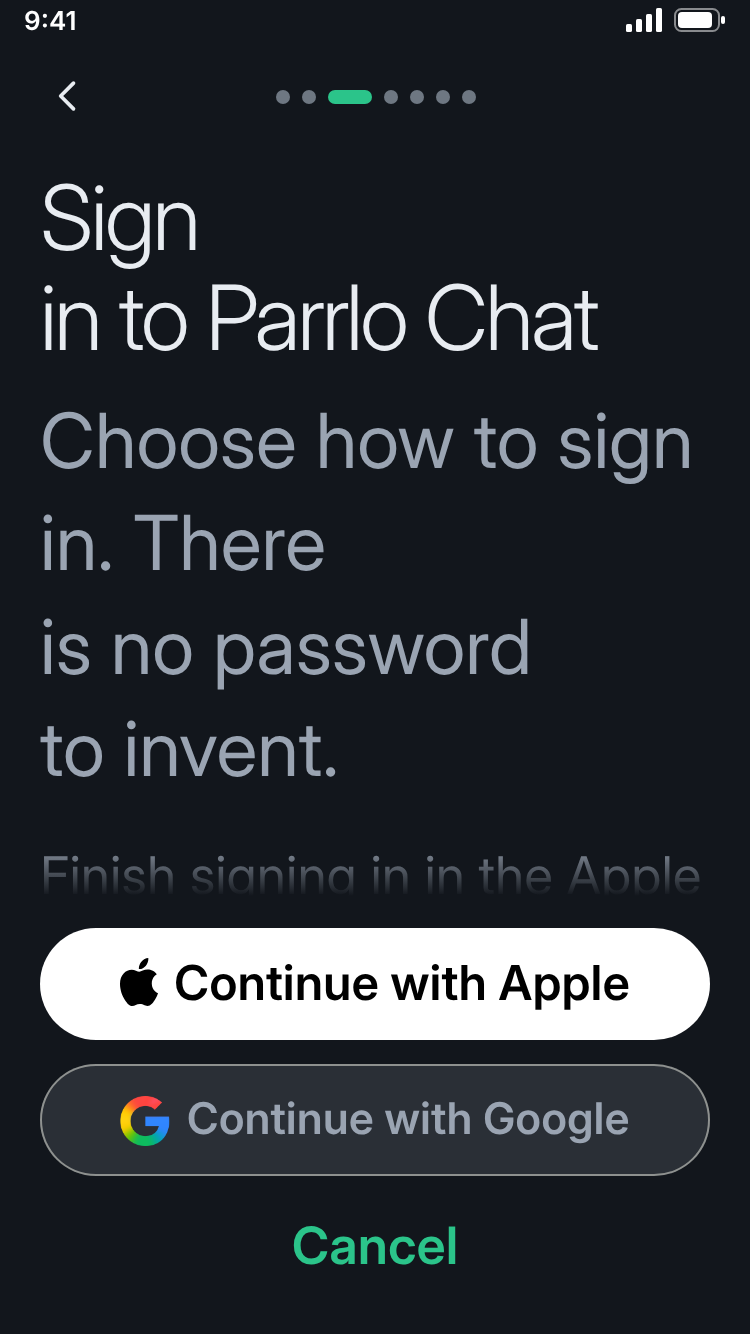 9:41
Sign
in to Parrlo Chat
Choose how to sign
in. There
is no password
to invent.
Finish signing in in the Apple
Continue with Apple
Continue with Google
Cancel